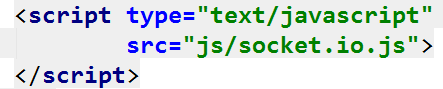 <script type="text/javascript"
src="js/socket.io.js">
</script>